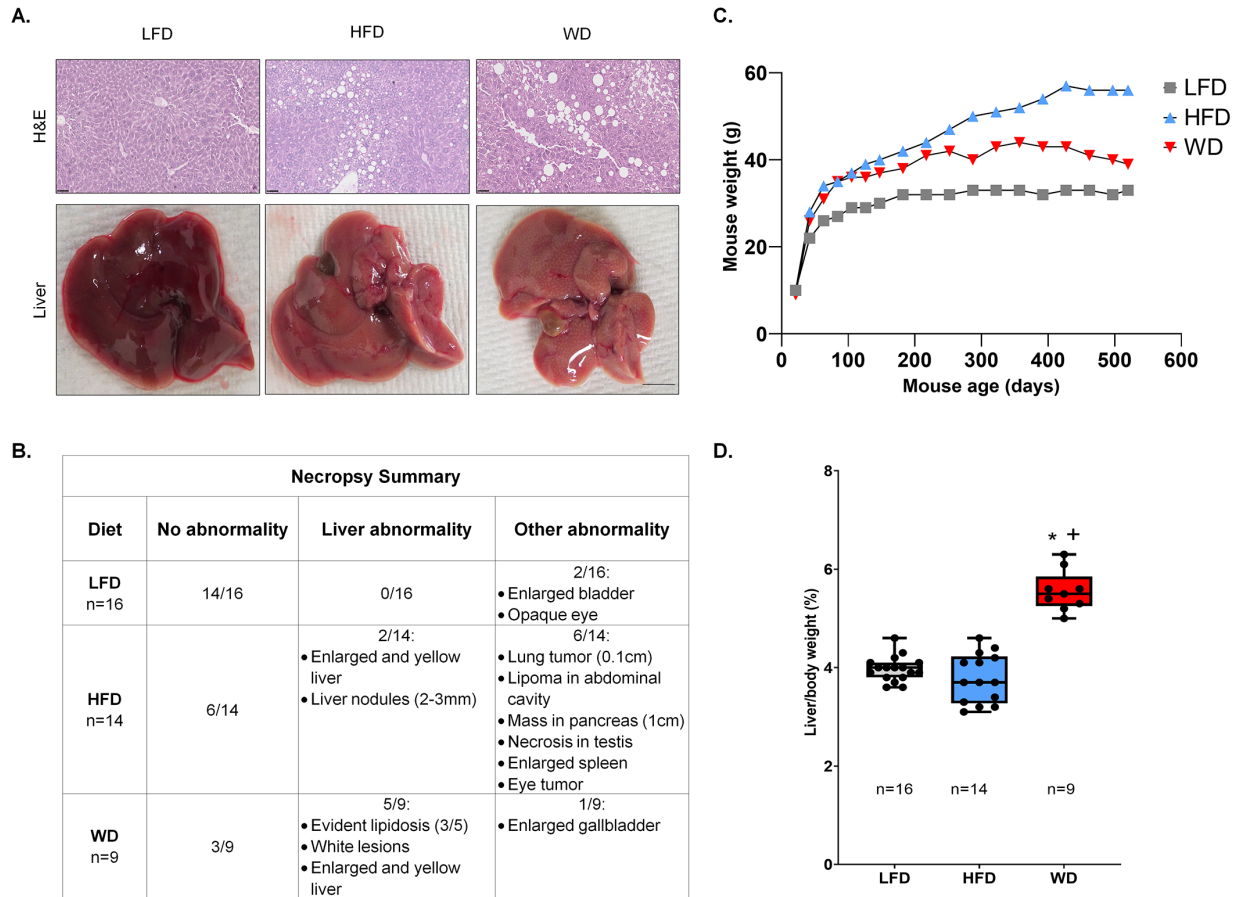 A.
LFD
HFD
WD
H&E
Liver
B.
Necropsy Summary
Diet
No abnormality
Liver abnormality
Other abnormality
LFD
n=16
14/16
0/16
2/16:
• Enlarged bladder
• Opaque eye
HFD
n=14
6/14
2/14:
• Enlarged and yellow
liver
• Liver nodules (2-3mm)
6/14:
• Lung tumor (0.1cm)
• Lipoma in abdominal
cavity
• Mass in pancreas (1cm)
• Necrosis in testis
• Enlarged spleen
• Eye tumor
WD
n=9
3/9
5/9:
• Evident lipidosis (3/5)
• White lesions
• Enlarged and yellow
liver
1/9:
• Enlarged gallbladder
C.
Mouse weight (g)
60
40
20
0
0 100 200 300 400 500 600
Mouse age (days)
LFD
HFD
WD
D.
Liver/body weight (%)
8
6
4
2
0
* +
n=16 n=14 n=9
LFD HFD WD